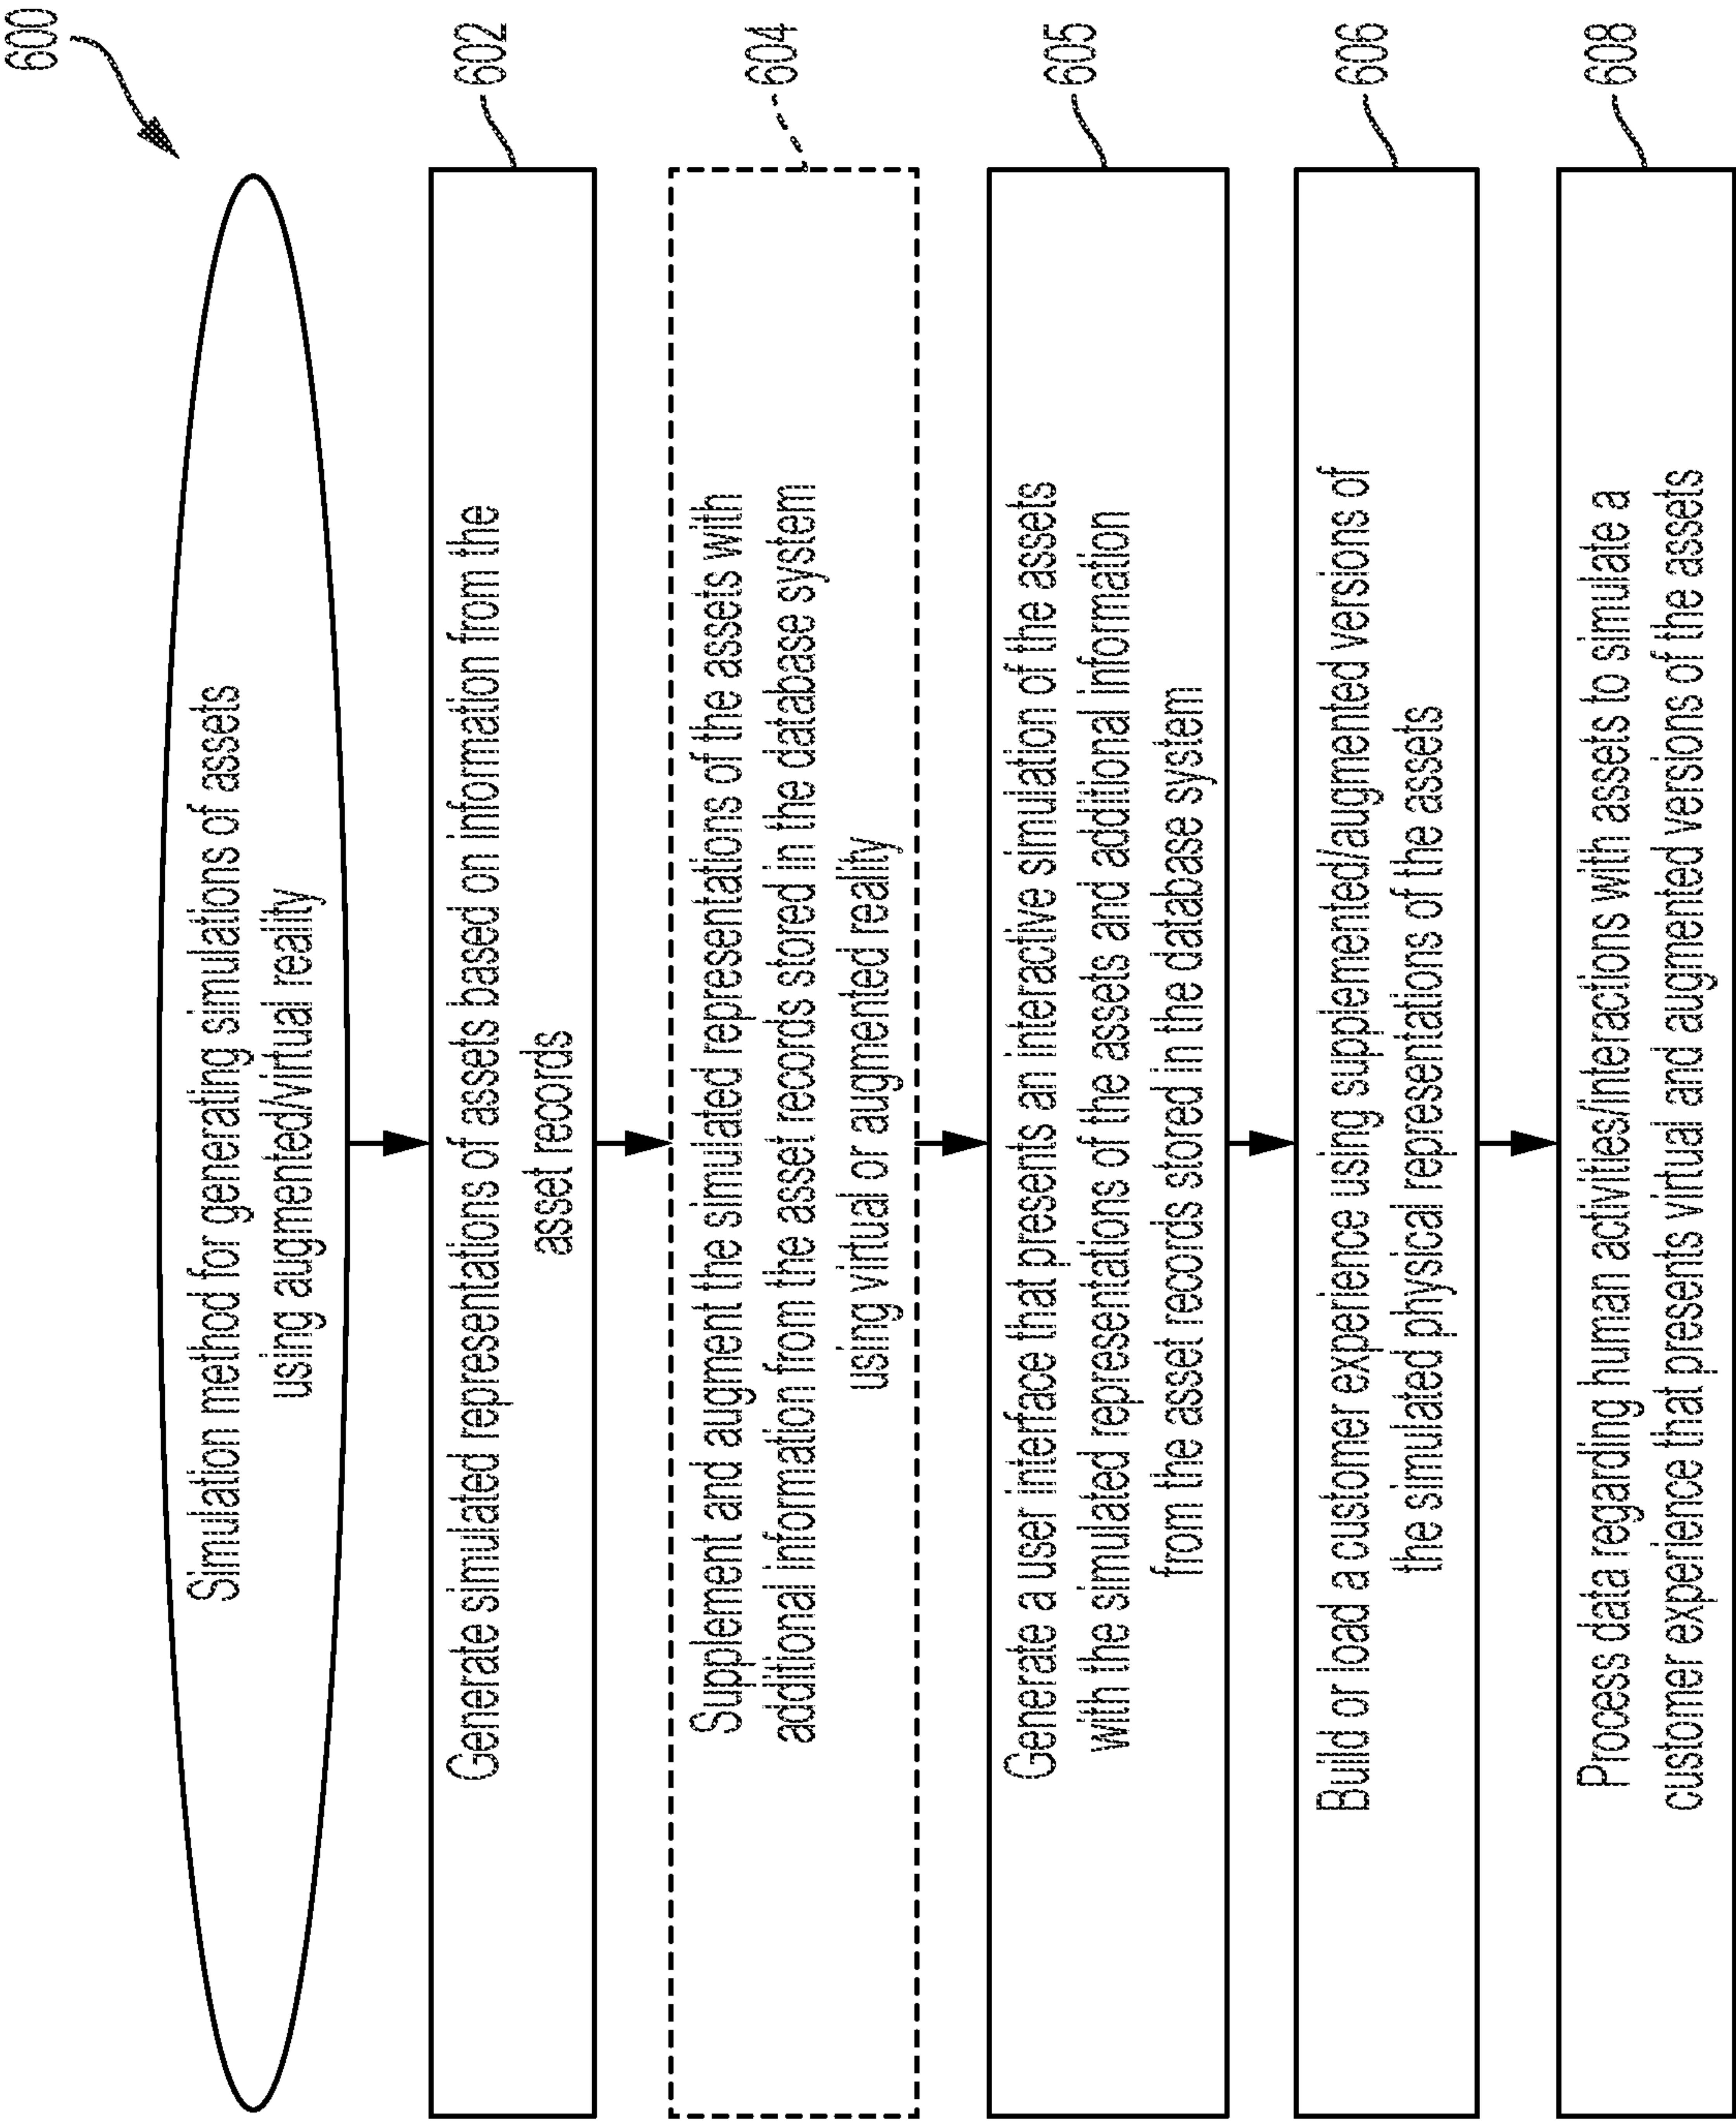 600
Simulation method for generating simulations of assets
using augmented/virtual reality
602
Generate simulated representations of assets based on information from the
asset records
604
Supplement and augment the simulated representations of the assets with
additional information from the asset records stored in the database system
using virtual or augmented reality
605
Generate a user interface that presents an interactive simulation of the assets
with the simulated representations of the assets and additional information
from the asset records stored in the database system
606
Build or load a customer experience using supplemented/augmented versions of
the simulated physical representations of the assets
608
Process data regarding human activities/interactions with assets to simulate a
customer experience that presents virtual and augmented versions of the assets